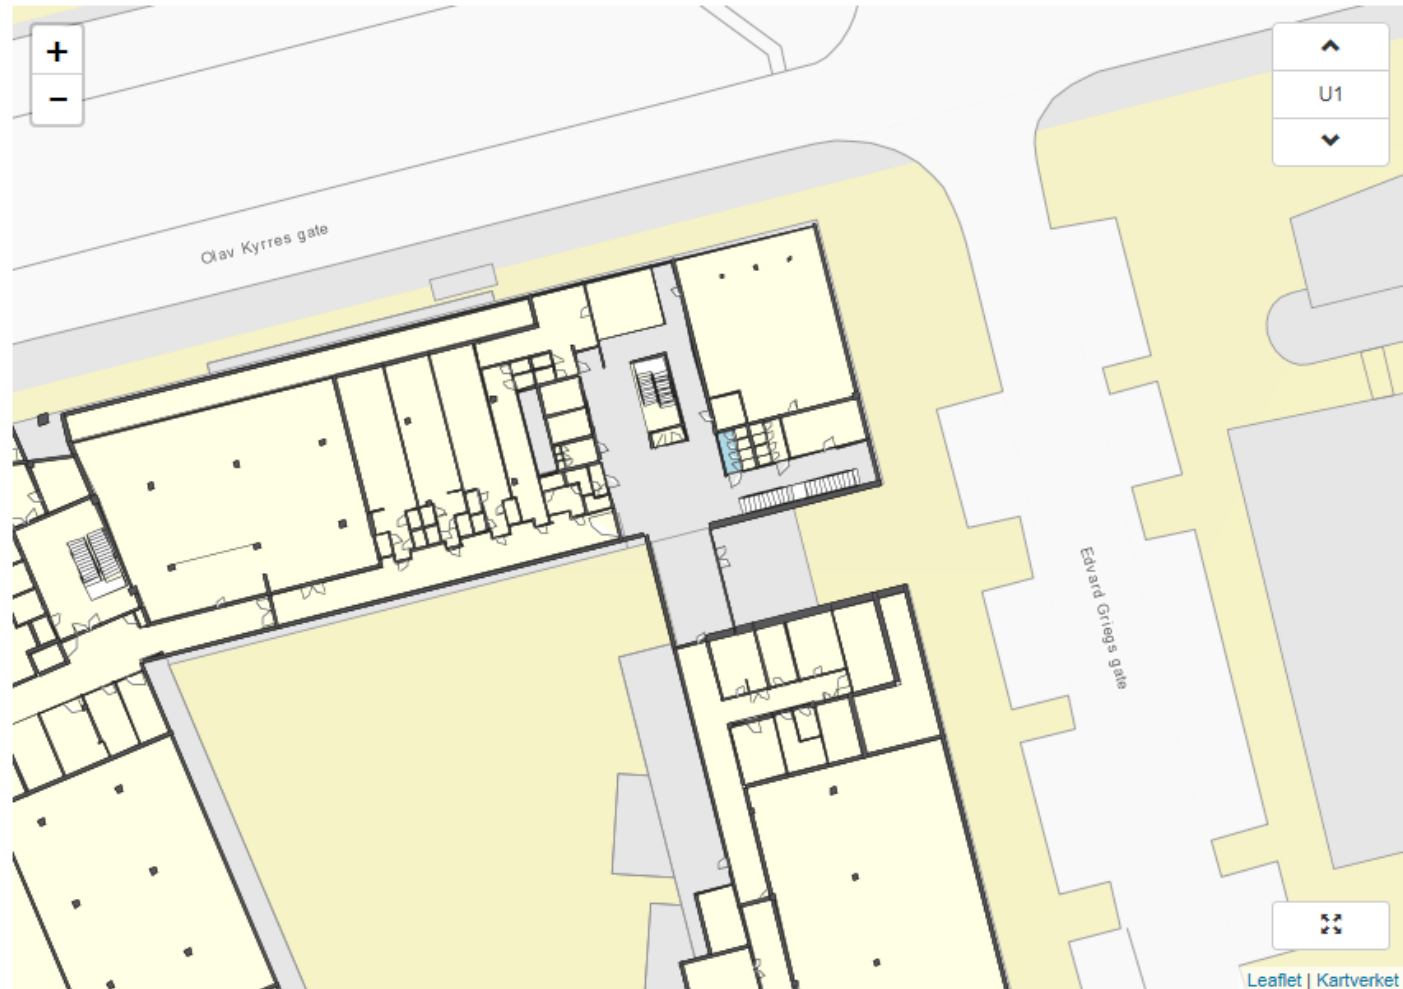 +
−
U1
Olav Kyrres gate
Edvard Griegs gate
Leaflet | Kartverket